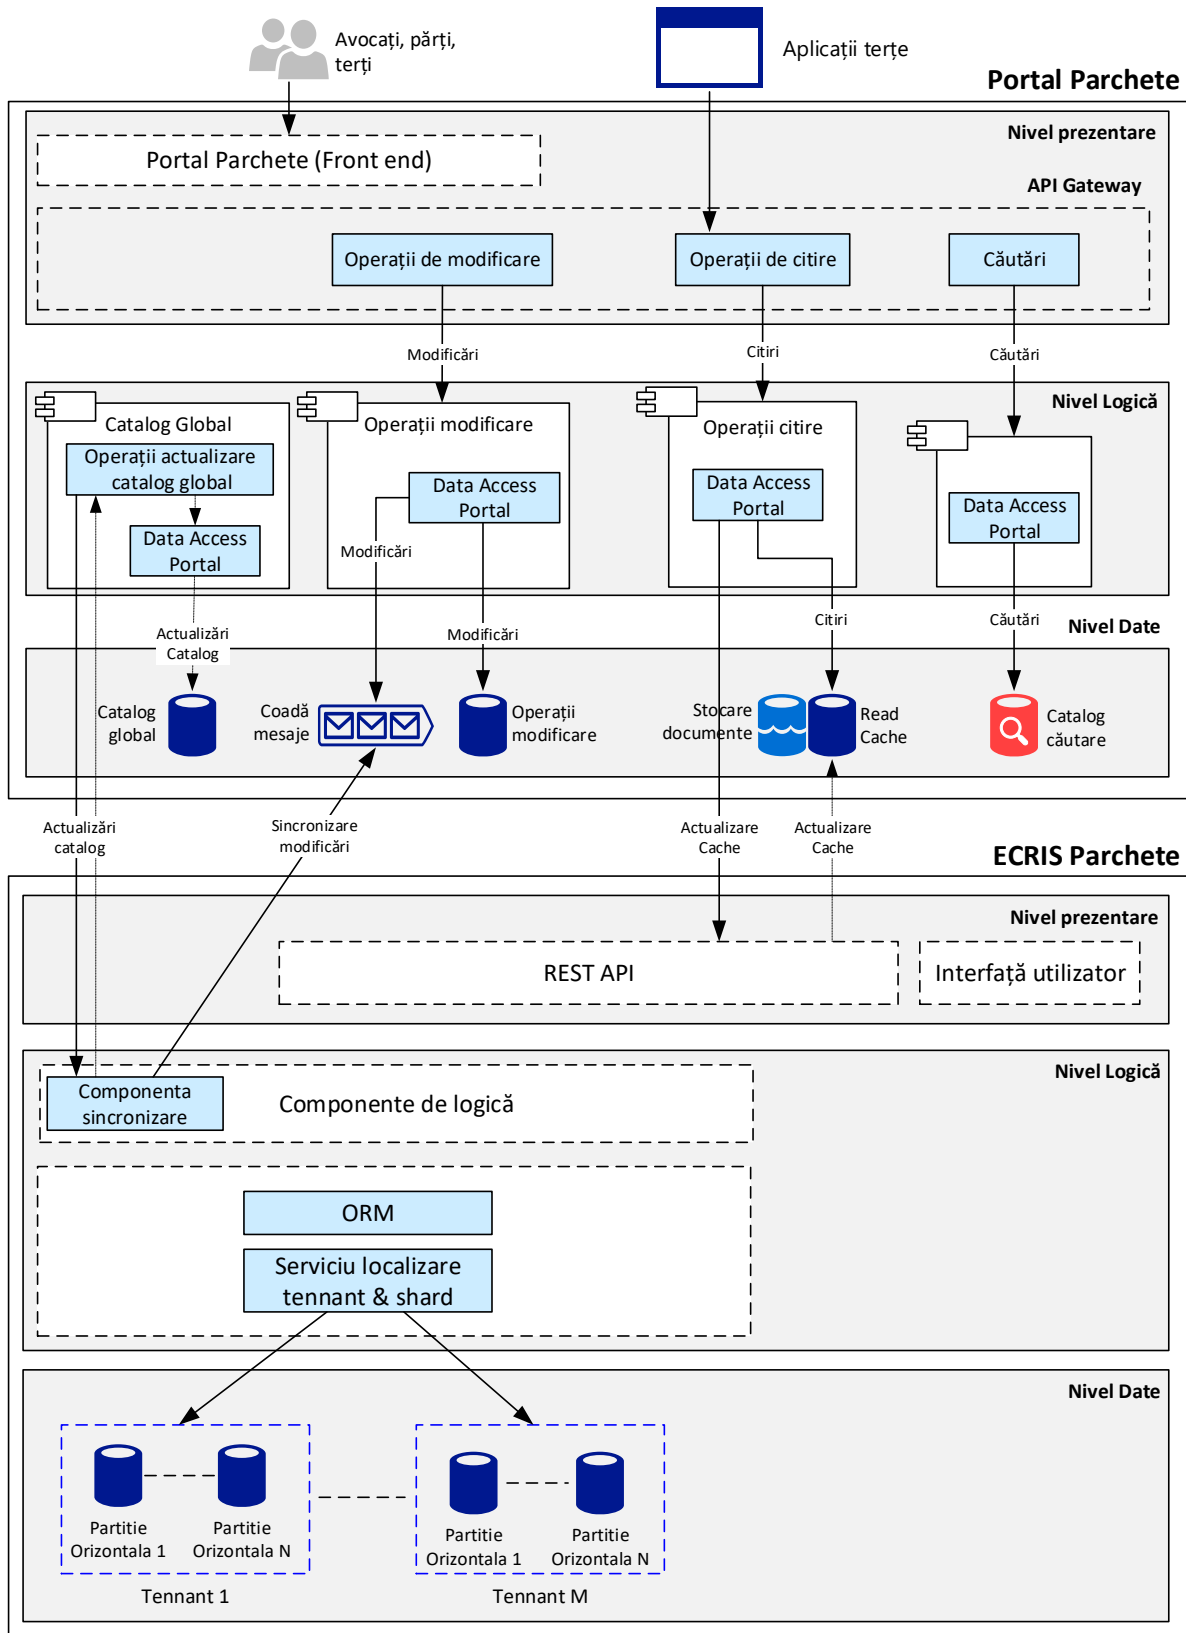 Avocați, părți,
terți
Aplicații terțe
Portal Parchete
Nivel prezentare
Portal Parchete (Front end)
API Gateway
Operații de modificare
Operații de citire
Căutări
Modificări
Citiri
Căutări
Nivel Logică
Catalog Global
Operații actualizare
catalog global
Data Access
Portal
Operații modificare
Data Access
Portal
Operații citire
Data Access
Portal
Data Access
Portal
Modificări
Actualizări
Catalog
Modificări
Citiri
Căutări
Nivel Date
Catalog
global
Coadă
mesaje
Operații
modificare
Stocare
documente
Read
Cache
Catalog
căutare
Actualizări
catalog
Sincronizare
modificări
Actualizare
Cache
Actualizare
Cache
ECRIS Parchete
Nivel prezentare
REST API
Interfață utilizator
Nivel Logică
Componenta
sincronizare
Componente de logică
ORM
Serviciu localizare
tennant & shard
Nivel Date
Partitie
Orizontala 1
Partitie
Orizontala N
Partitie
Orizontala 1
Partitie
Orizontala N
Tennant 1
Tennant M